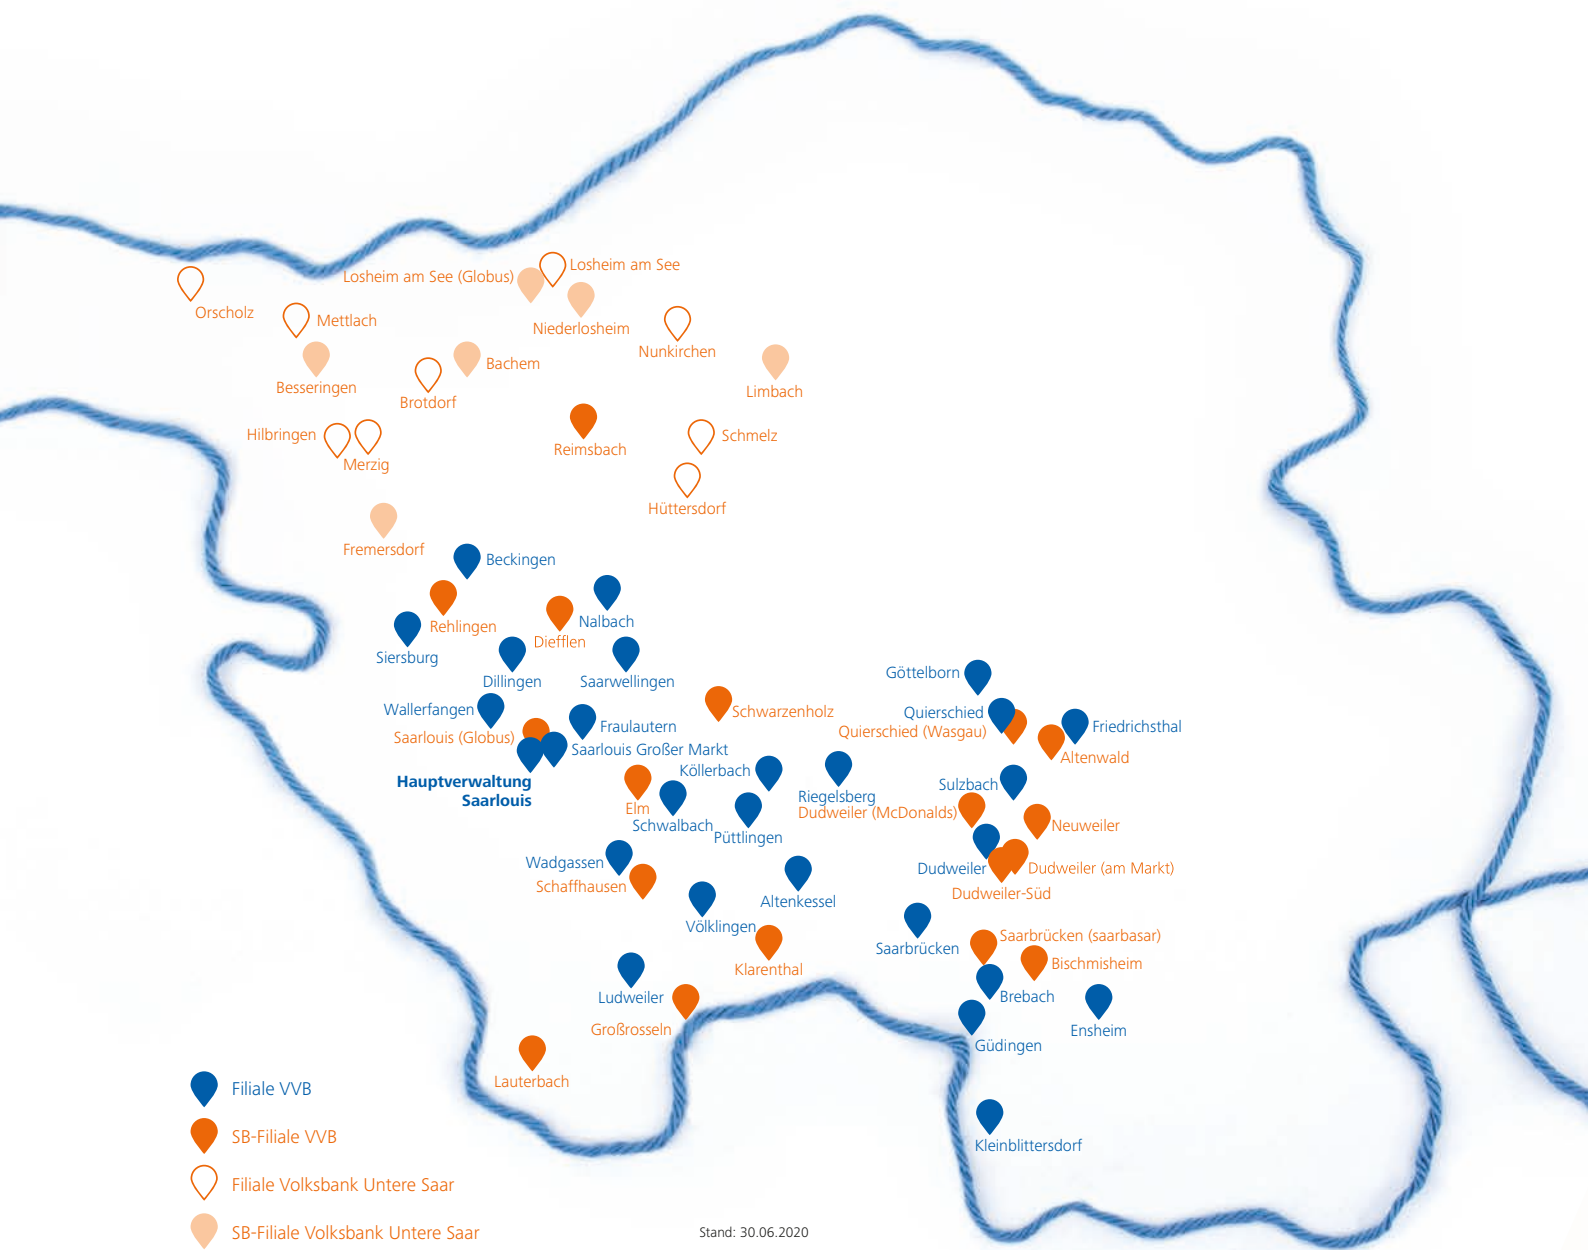 Losheim am See (Globus)
Losheim am See
Orscholz
Mettlach
Niederlosheim
Nunkirchen
Besseringen
Bachem
Limbach
Brotdorf
Hilbringen
Merzig
Reimsbach
Schmelz
Hüttersdorf
Fremersdorf
Beckingen
Rehlingen
Nalbach
Diefflen
Siersburg
Dillingen
Saarwellingen
Göttelborn
Wallerfangen
Schwarzenholz
Quierschied
Fraulautern
Friedrichsthal
Saarlouis (Globus)
Quierschied (Wasgau)
Saarlouis Großer Markt
Altenwald
Köllerbach
Hauptverwaltung
Saarlouis
Sulzbach
Riegelsberg
Elm
Dudweiler (McDonalds)
Schwalbach
Neuweiler
Püttlingen
Wadgassen
Dudweiler
Dudweiler (am Markt)
Schaffhausen
Dudweiler-Süd
Altenkessel
Völklingen
Saarbrücken (saarbasar)
Saarbrücken
Bischmisheim
Klarenthal
Ludweiler
Brebach
Großrosseln
Ensheim
Güdingen
Lauterbach
Kleinblittersdorf
Filiale VVB
SB-Filiale VVB
Filiale Volksbank Untere Saar
SB-Filiale Volksbank Untere Saar
Stand: 30.06.2020